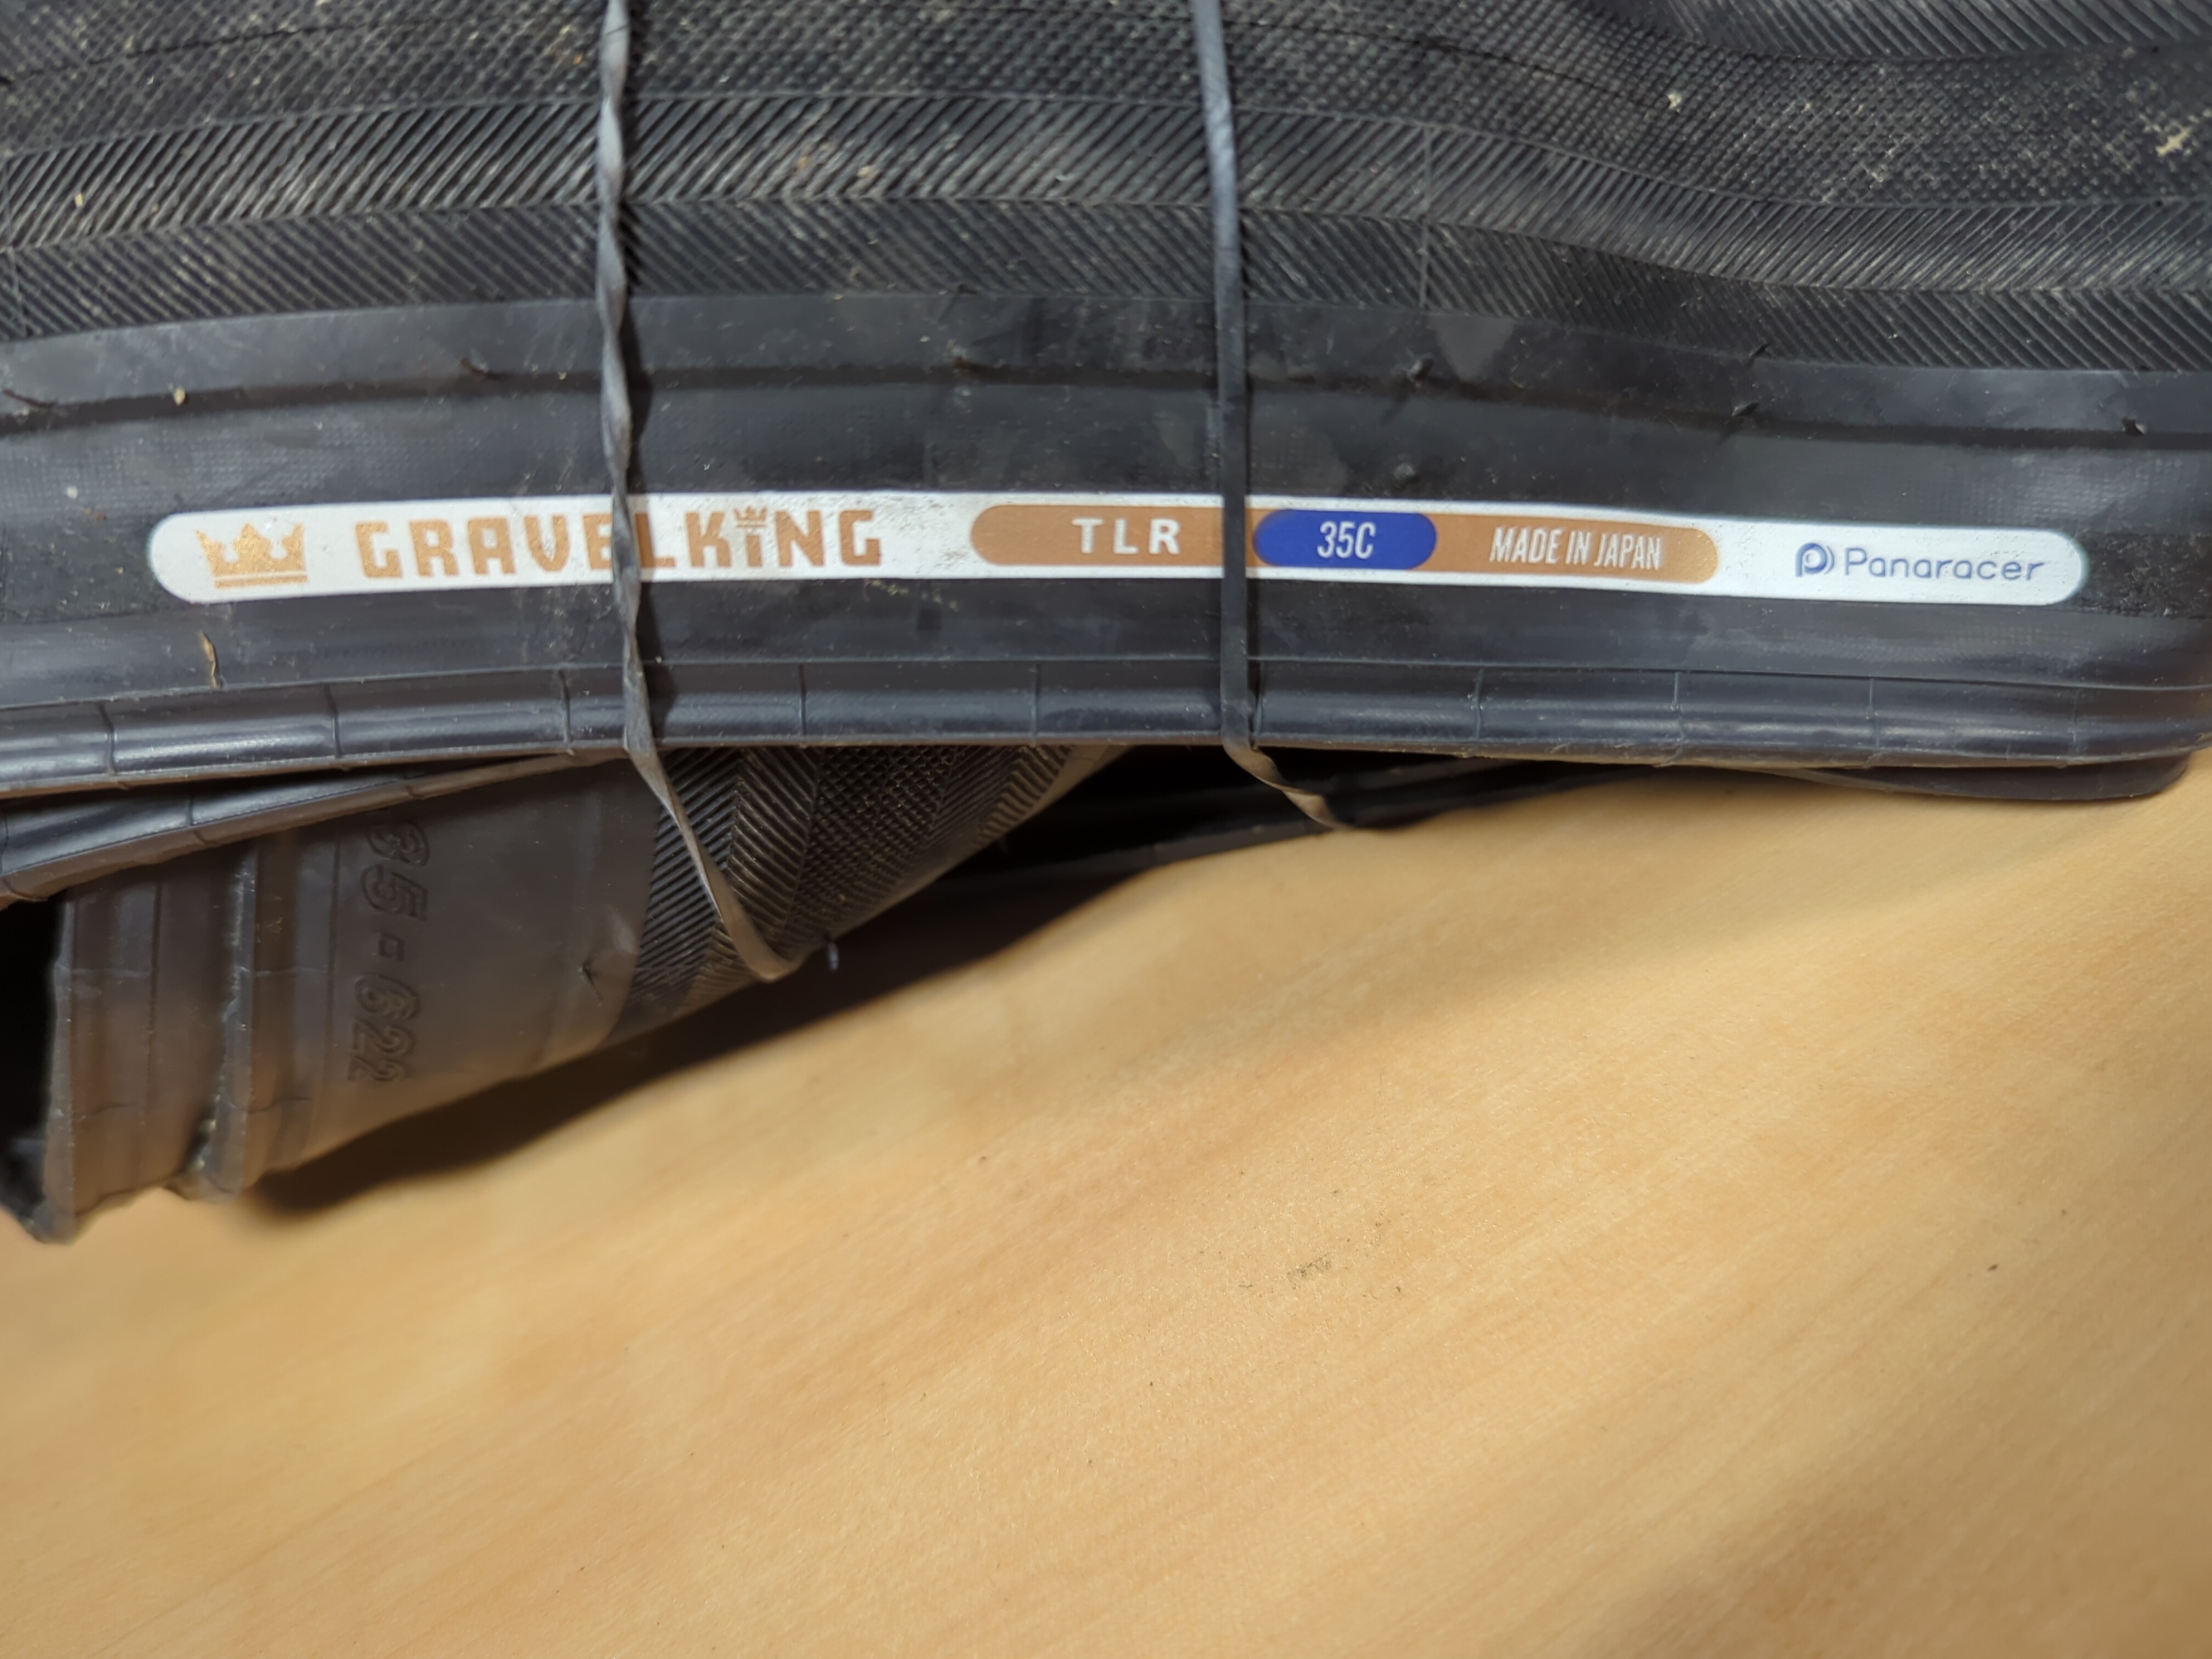 GRAVELKING TLR 35C MADE IN JAPAN Panaracer
35-622